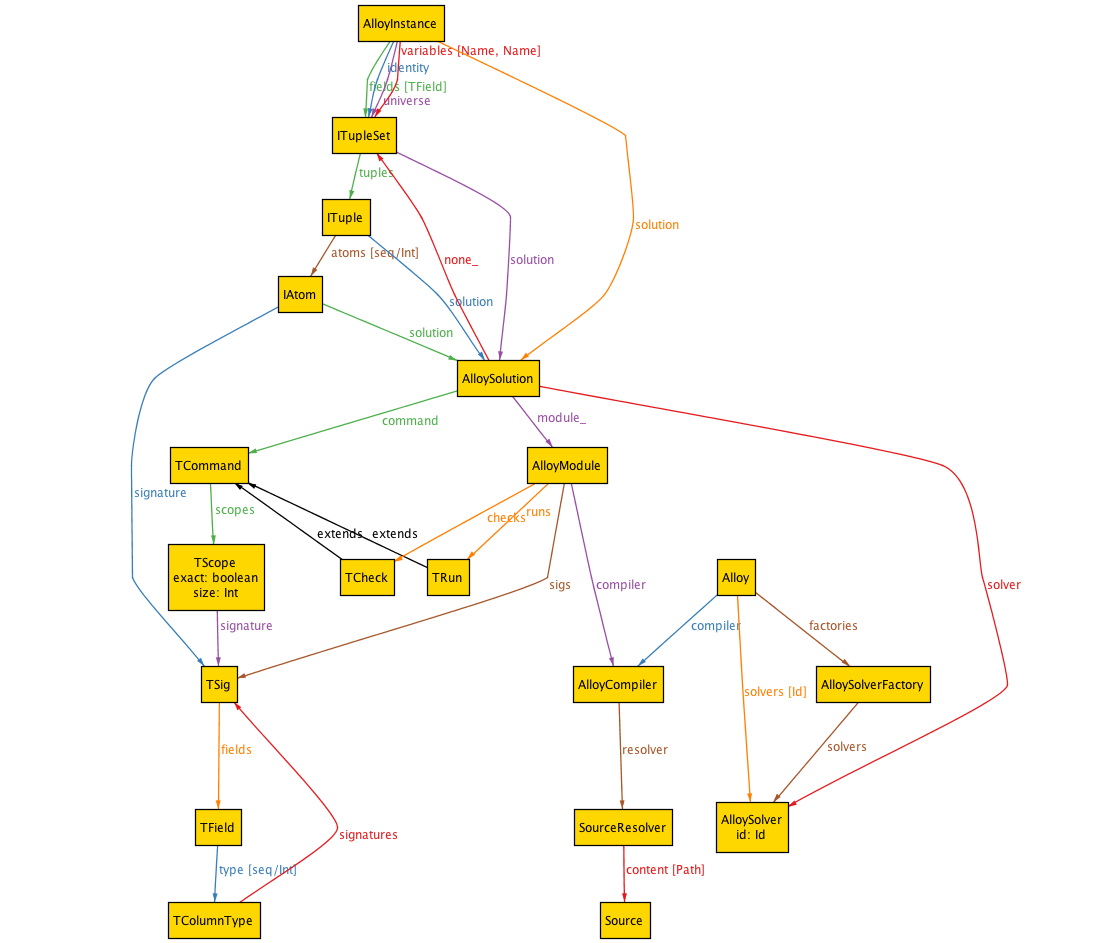 AlloyInstance
variables [Name, Name]
identity
fields [TField]
universe
ITupleSet
tuples
ITuple
solution
atoms [seq/Int]
none_
solution
IAtom
solution
solution
AlloySolution
command
module_
TCommand
AlloyModule
signature
scopes
checks
runs
extends
extends
TScope
exact: boolean
size: Int
TCheck
TRun
Alloy
sigs
compiler
solver
signature
compiler
factories
TSig
AlloyCompiler
AlloySolverFactory
solvers [Id]
fields
resolver
solvers
TField
SourceResolver
AlloySolver
id: Id
signatures
type [seq/Int]
content [Path]
TColumnType
Source